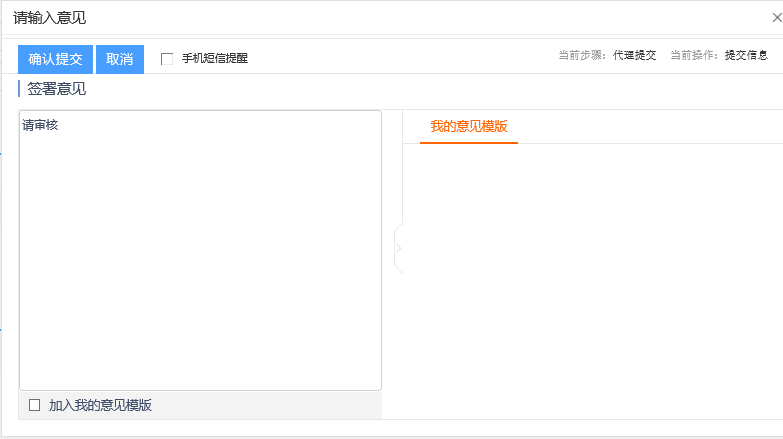 请输入意见
确认提交 取消 手机短信提醒 当前步骤：代理提交 当前操作：提交信息
签署意见
请审核
我的意见模版
加入我的意见模版